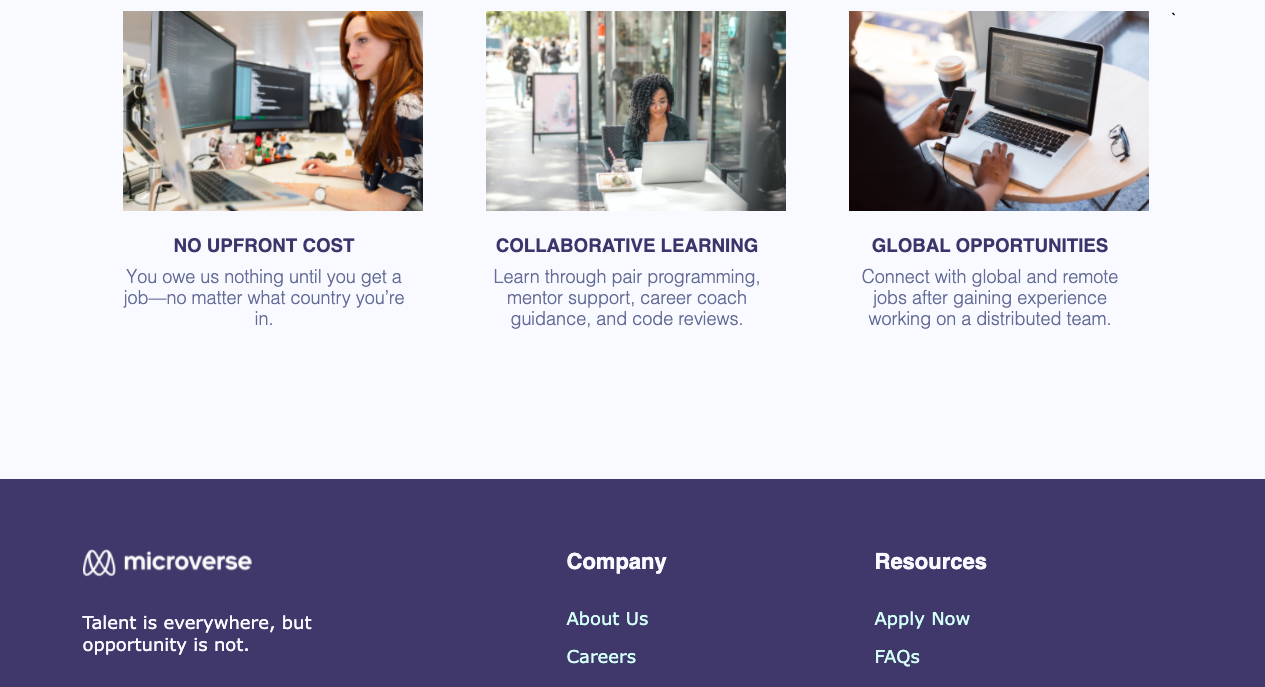 `
NO UPFRONT COST
You owe us nothing until you get a
job—no matter what country you’re
in.
COLLABORATIVE LEARNING
Learn through pair programming,
mentor support, career coach
guidance, and code reviews.
GLOBAL OPPORTUNITIES
Connect with global and remote
jobs after gaining experience
working on a distributed team.
microverse
Talent is everywhere, but
opportunity is not.
Company
About Us
Careers
Resources
Apply Now
FAQs